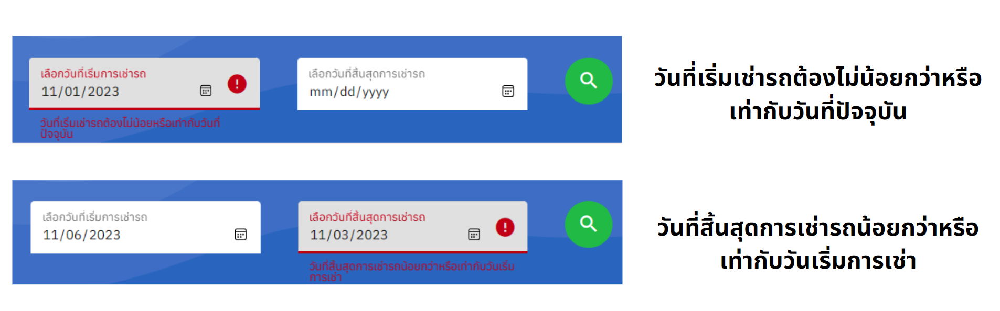 เลือกวันที่เริ่มการเช่ารถ
11/01/2023
วันที่เริ่มเช่ารถต้องไม่น้อยหรือเท่ากับวันที่
ปัจจุบัน
เลือกวันที่สิ้นสุดการเช่ารถ
mm/dd/yyyy
วันที่เริ่มเช่ารถต้องไม่น้อยกว่าหรือ
เท่ากับวันที่ปัจจุบัน
เลือกวันที่เริ่มการเช่ารถ
11/06/2023
เลือกวันที่สิ้นสุดการเช่ารถ
11/03/2023
วันที่สิ้นสุดการเช่ารถน้อยกว่าหรือเท่ากับวันเริ่ม
การเช่า
วันที่สิ้นสุดการเช่ารถน้อยกว่าหรือ
เท่ากับวันเริ่มการเช่า